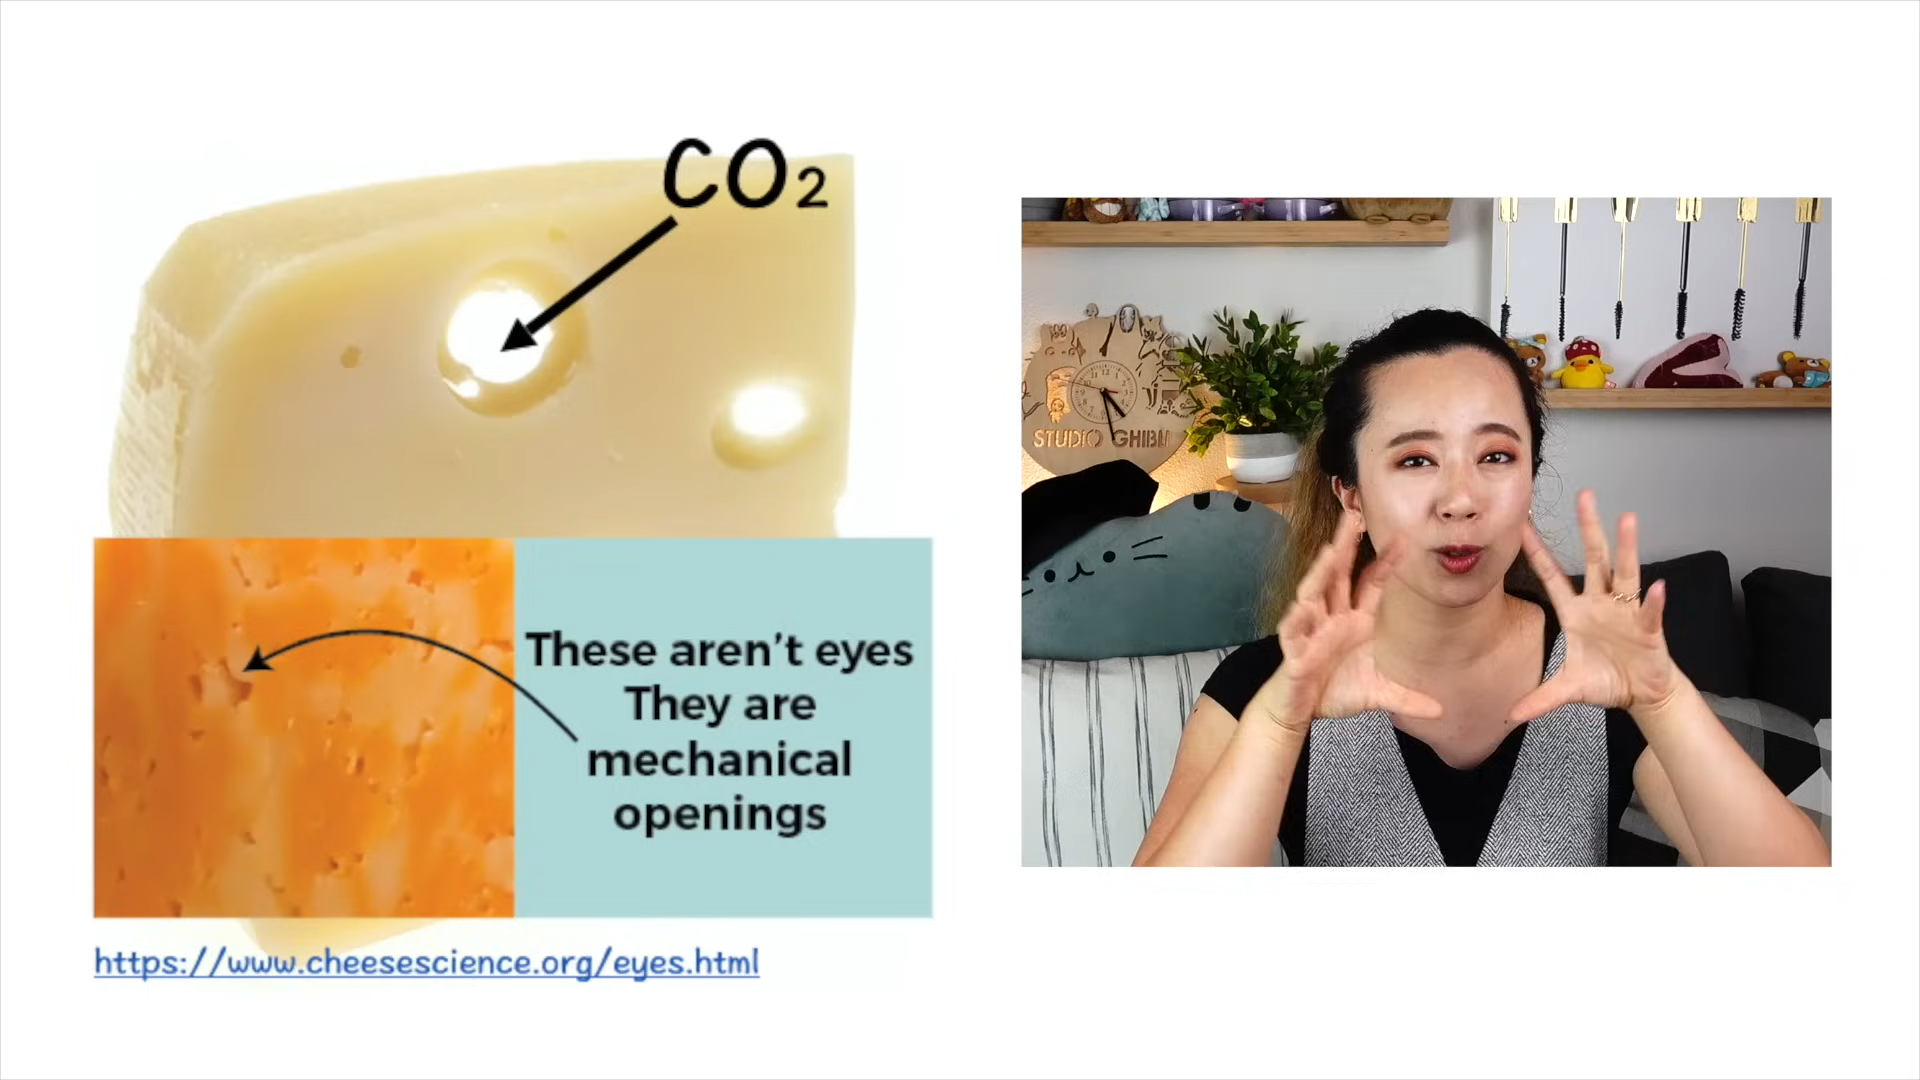 CO₂
These aren't eyes
They are
mechanical
openings
https://www.cheesescience.org/eyes.html
STUDIO GHIBLI